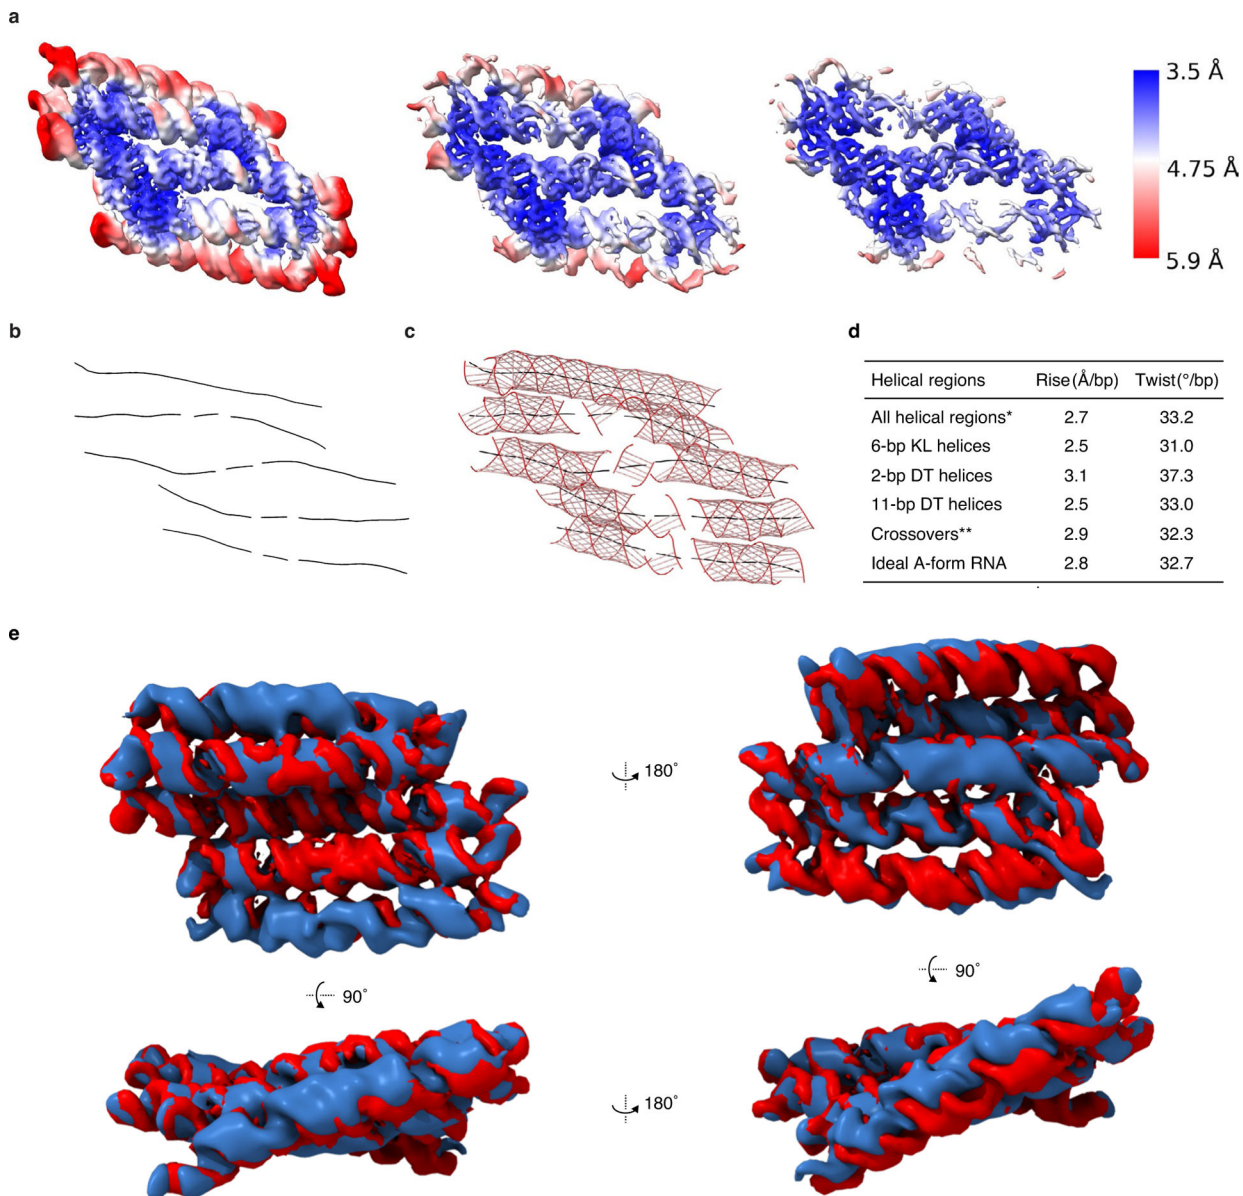 a
3.5 Å
4.75 Å
5.9 Å
b
c
d
Helical regions Rise (Å/bp) Twist (°/bp)
All helical regions* 2.7 33.2
6-bp KL helices 2.5 31.0
2-bp DT helices 3.1 37.3
11-bp DT helices 2.5 33.0
Crossovers** 2.9 32.3
Ideal A-form RNA 2.8 32.7
e
180°
90°
90°
180°